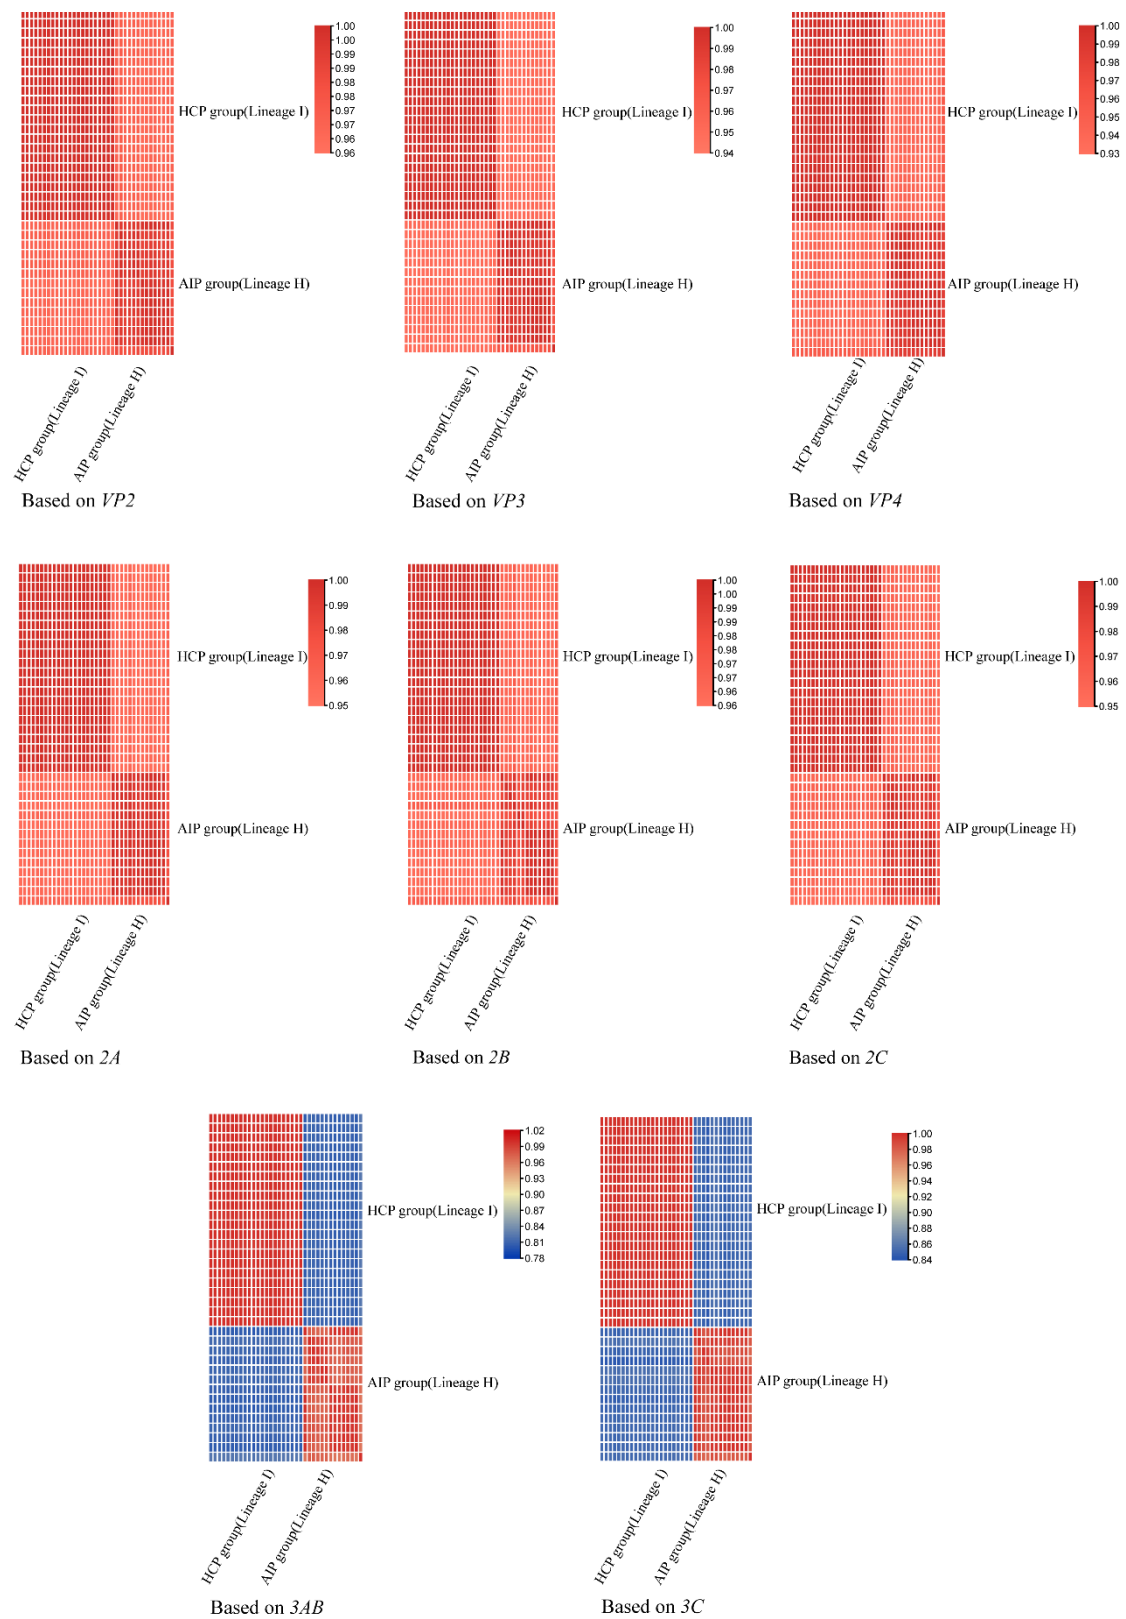 1.00
1.00
0.99
0.99
0.98
0.98
0.97
0.97
0.96
0.96
HCP group(Lineage I)
AIP group(Lineage H)
HCP group(Lineage I)
AIP group(Lineage H)
Based on VP2
1.00
0.99
0.98
0.97
0.96
0.95
0.94
HCP group(Lineage I)
AIP group(Lineage H)
HCP group(Lineage I)
AIP group(Lineage H)
Based on VP3
1.00
0.99
0.98
0.97
0.96
0.95
0.94
0.93
HCP group(Lineage I)
AIP group(Lineage H)
HCP group(Lineage I)
AIP group(Lineage H)
Based on VP4
1.00
0.99
0.98
0.97
0.96
0.95
HCP group(Lineage I)
AIP group(Lineage H)
HCP group(Lineage I)
AIP group(Lineage H)
Based on 2A
1.00
1.00
0.99
0.99
0.98
0.98
0.97
0.97
0.96
0.96
HCP group(Lineage I)
AIP group(Lineage H)
HCP group(Lineage I)
AIP group(Lineage H)
Based on 2B
1.00
0.99
0.98
0.97
0.96
0.95
HCP group(Lineage I)
AIP group(Lineage H)
HCP group(Lineage I)
AIP group(Lineage H)
Based on 2C
1.02
0.99
0.96
0.93
0.90
0.87
0.84
0.81
0.78
HCP group(Lineage I)
AIP group(Lineage H)
HCP group(Lineage I)
AIP group(Lineage H)
Based on 3AB
1.00
0.98
0.96
0.94
0.92
0.90
0.88
0.86
0.84
HCP group(Lineage I)
AIP group(Lineage H)
HCP group(Lineage I)
AIP group(Lineage H)
Based on 3C